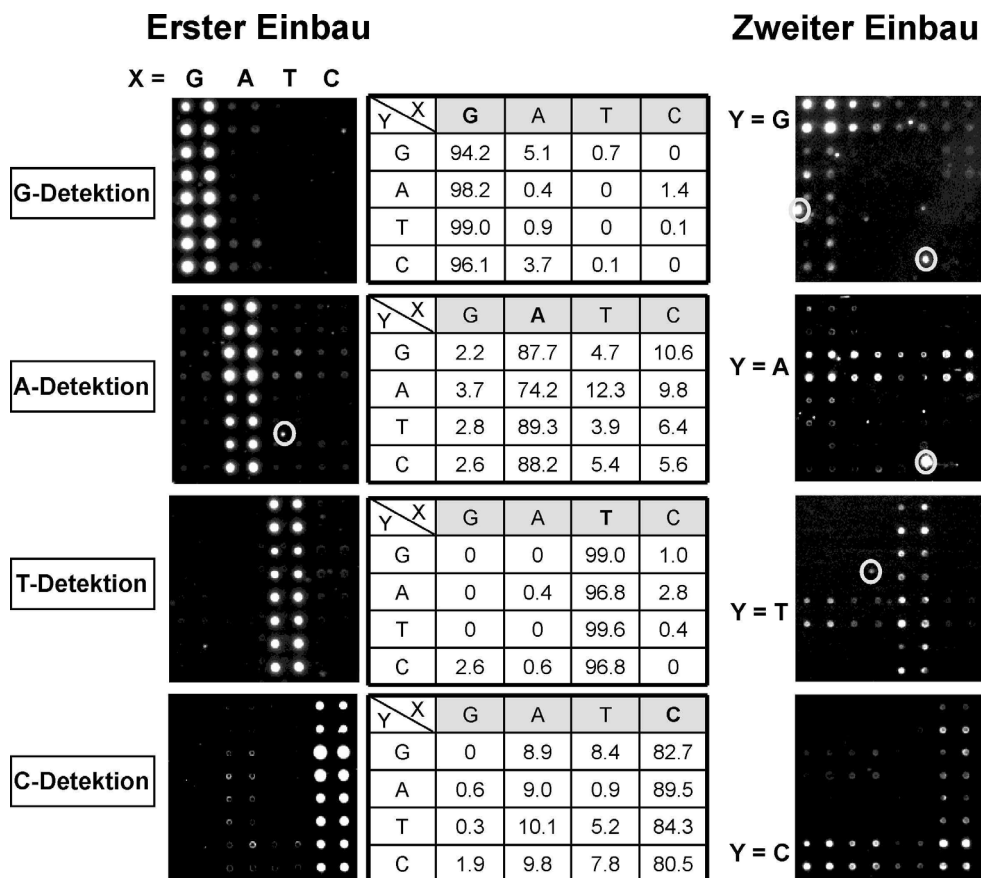 Erster Einbau
Zweiter Einbau
X = G A T C
G-Detektion
Y X G A T C
G 94.2 5.1 0.7 0
A 98.2 0.4 0 1.4
T 99.0 0.9 0 0.1
C 96.1 3.7 0.1 0
Y = G
A-Detektion
Y X G A T C
G 2.2 87.7 4.7 10.6
A 3.7 74.2 12.3 9.8
T 2.8 89.3 3.9 6.4
C 2.6 88.2 5.4 5.6
Y = A
T-Detektion
Y X G A T C
G 0 0 99.0 1.0
A 0 0.4 96.8 2.8
T 0 0 99.6 0.4
C 2.6 0.6 96.8 0
Y = T
C-Detektion
Y X G A T C
G 0 8.9 8.4 82.7
A 0.6 9.0 0.9 89.5
T 0.3 10.1 5.2 84.3
C 1.9 9.8 7.8 80.5
Y = C